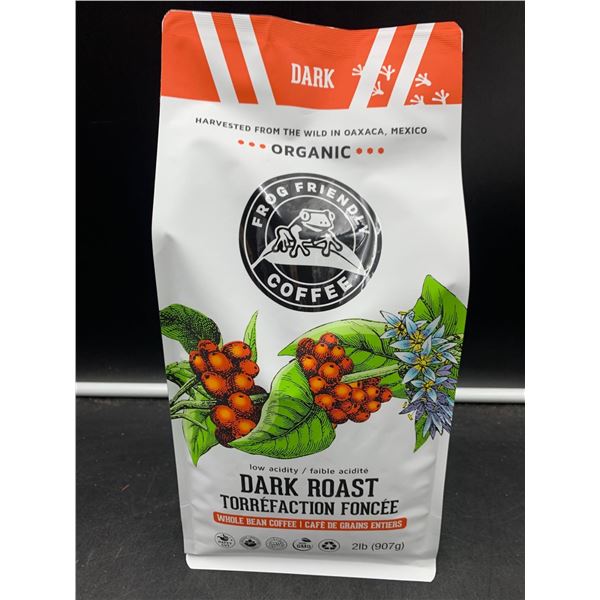 DARK
HARVESTED FROM THE WILD IN OAXACA, MEXICO
ORGANIC
FROG FRIENDLY
COFFEE
low acidity / faible acidité
DARK ROAST
TORRÉFACTION FONCÉE
WHOLE BEAN COFFEE | CAFÉ DE GRAINS ENTIERS
GMO
2lb (907g)